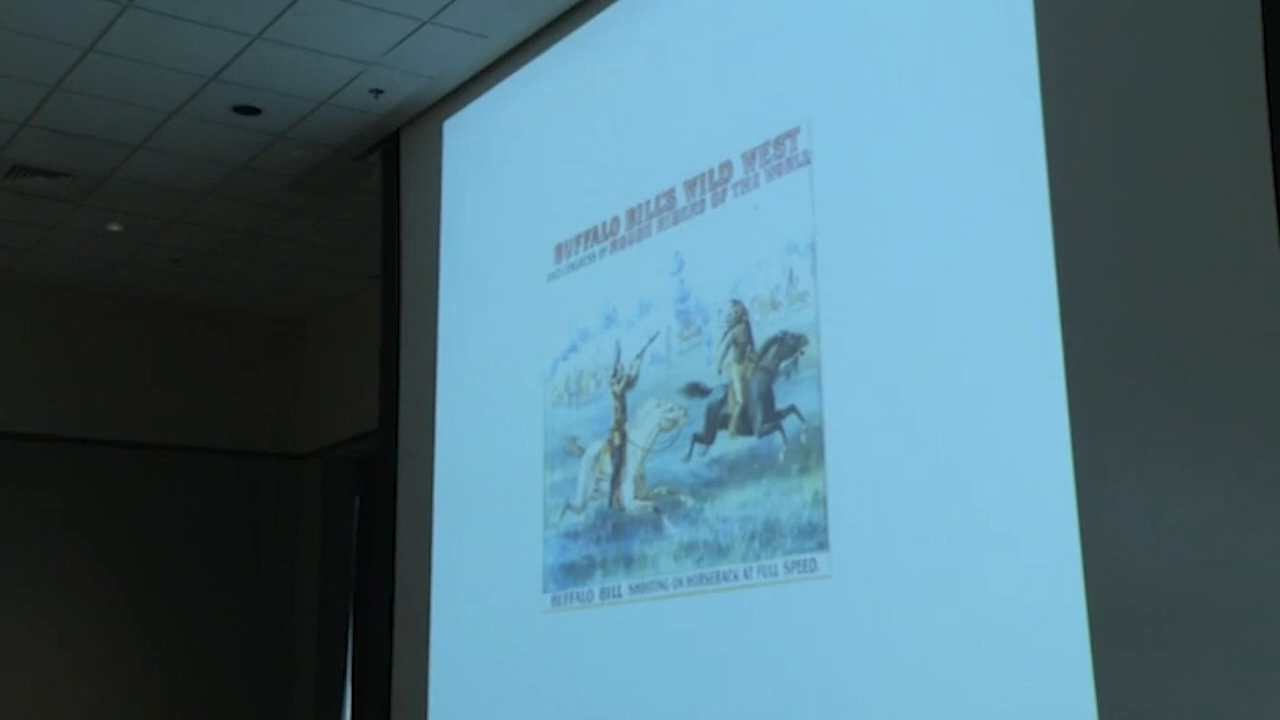 BUFFALO BILL'S WILD WEST
AND CONGRESS OF ROUGH RIDERS OF THE WORLD
BUFFALO BILL SHOOTING ON HORSEBACK AT FULL SPEED.